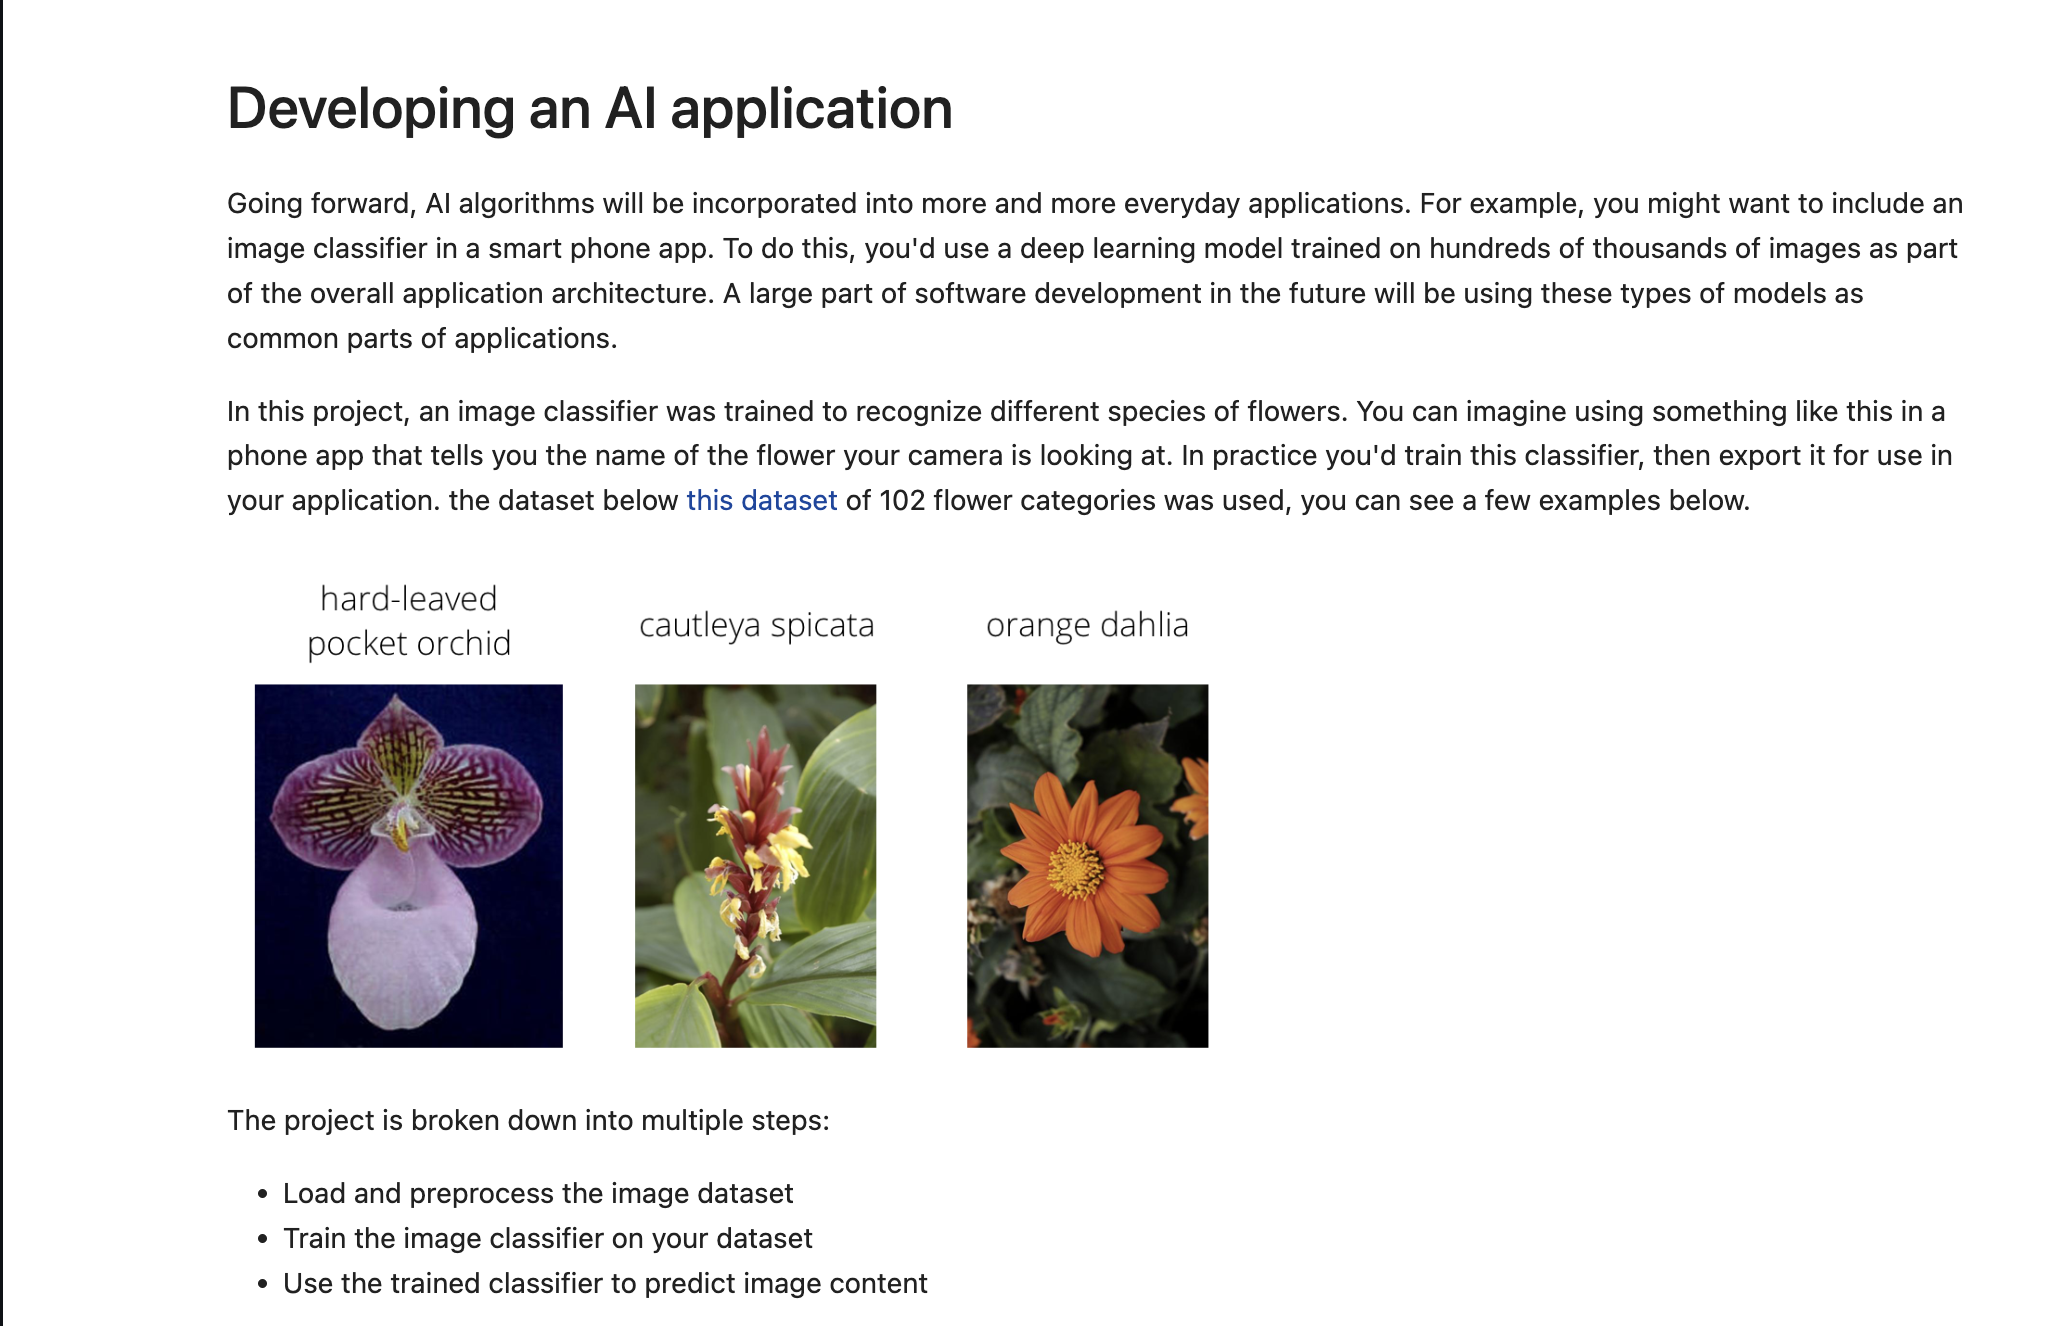 Developing an AI application
Going forward, AI algorithms will be incorporated into more and more everyday applications. For example, you might want to include an
image classifier in a smart phone app. To do this, you'd use a deep learning model trained on hundreds of thousands of images as part
of the overall application architecture. A large part of software development in the future will be using these types of models as
common parts of applications.
In this project, an image classifier was trained to recognize different species of flowers. You can imagine using something like this in a
phone app that tells you the name of the flower your camera is looking at. In practice you'd train this classifier, then export it for use in
your application. the dataset below this dataset of 102 flower categories was used, you can see a few examples below.
hard-leaved
pocket orchid
cautleya spicata
orange dahlia
The project is broken down into multiple steps:
• Load and preprocess the image dataset
• Train the image classifier on your dataset
• Use the trained classifier to predict image content